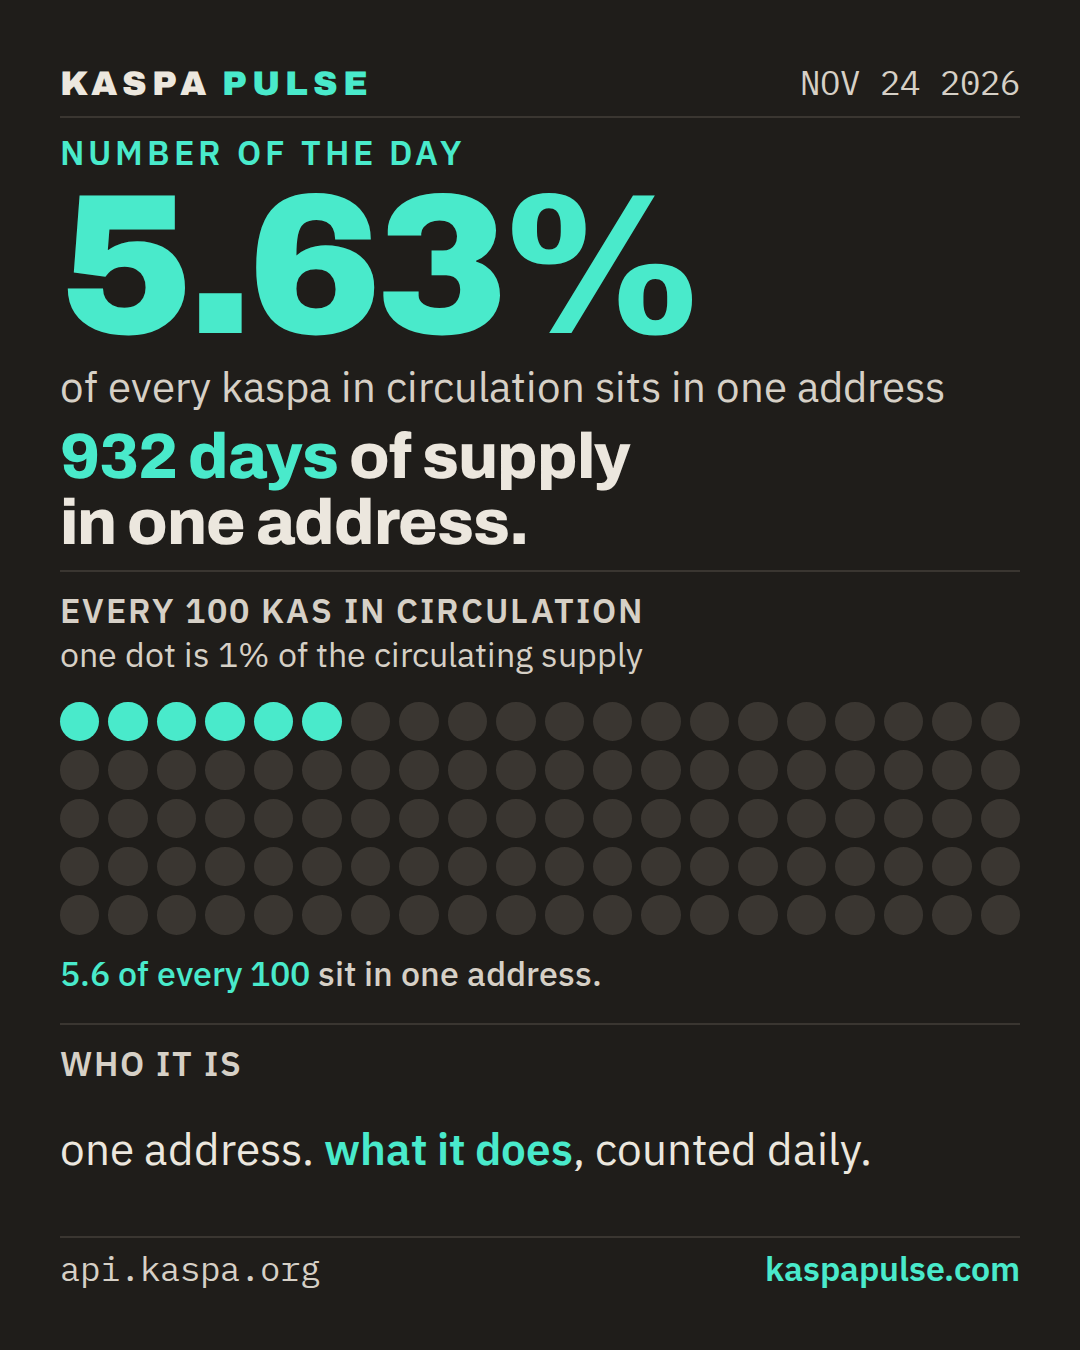 KASPA PULSE
NOV 24 2026
NUMBER OF THE DAY
5.63%
of every kaspa in circulation sits in one address
932 days of supply
in one address.
EVERY 100 KAS IN CIRCULATION
one dot is 1% of the circulating supply
5.6 of every 100 sit in one address.
WHO IT IS
one address. what it does, counted daily.
api.kaspa.org
kaspapulse.com